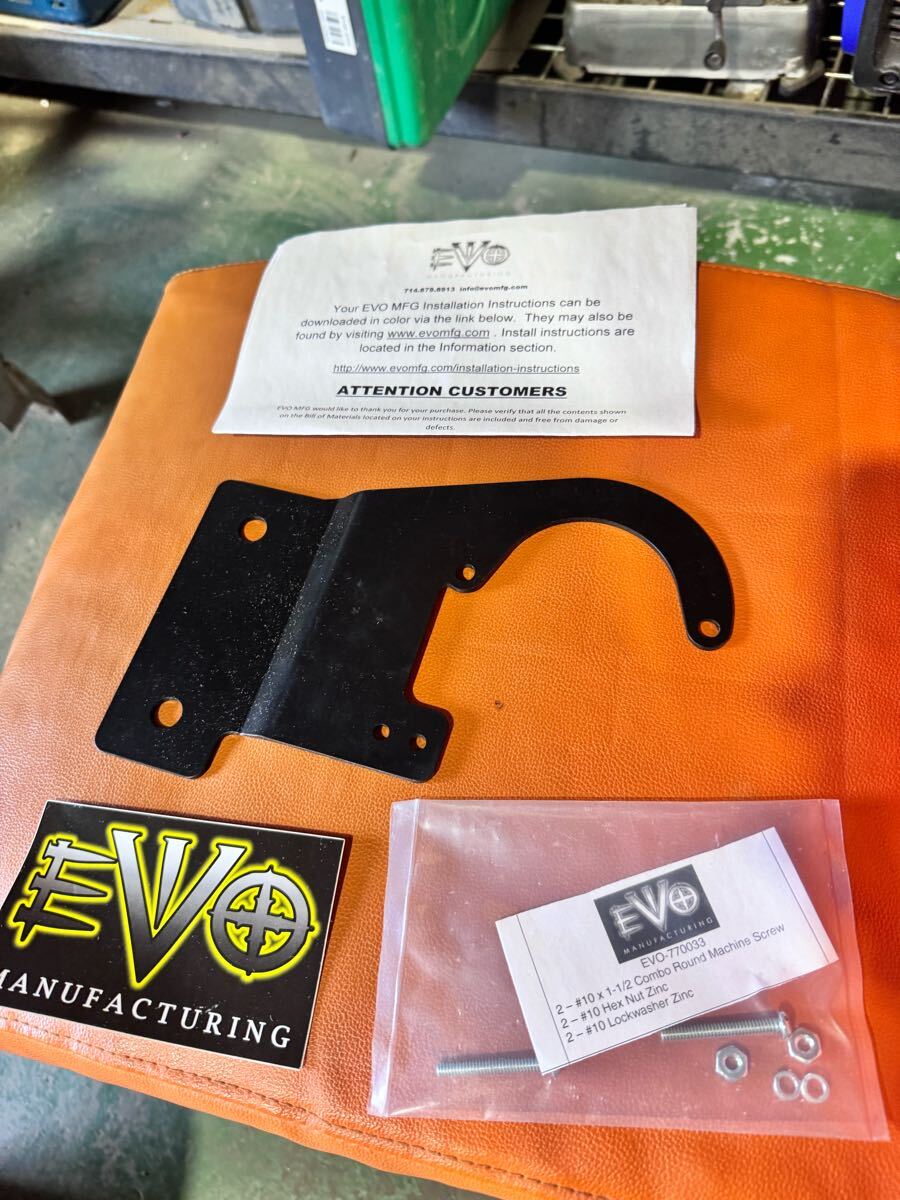 EVO
MANUFACTURING
714.879.8913 info@evomfg.com
Your EVO MFG Installation Instructions can be
downloaded in color via the link below. They may also be
found by visiting www.evomfg.com . Install instructions are
located in the Information section.
http://www.evomfg.com/installation-instructions
ATTENTION CUSTOMERS
EVO MFG would like to thank you for your purchase. Please verify that all the contents shown
on the Bill of Materials located on your instructions are included and free from damage or
defects.
EVO
MANUFACTURING
EVO
MANUFACTURING
EVO-770033
2 – #10 x 1-1/2 Combo Round Machine Screw
2 – #10 Hex Nut Zinc
2 – #10 Lockwasher Zinc